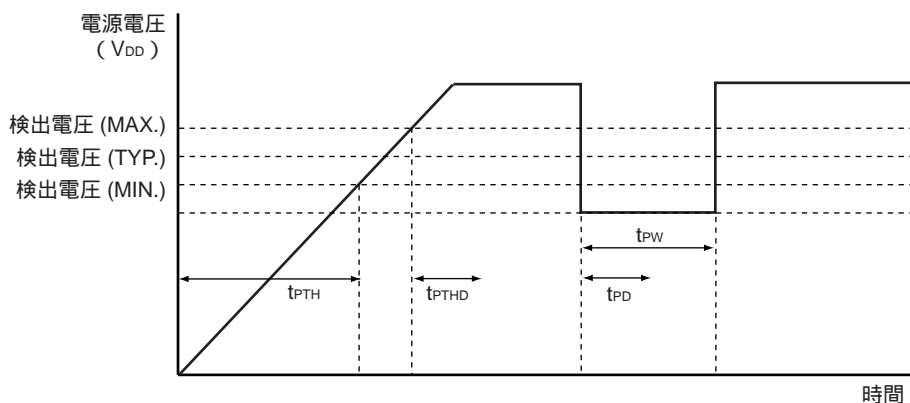 電源電圧
（VDD）
検出電圧 (MAX.)
検出電圧 (TYP.)
検出電圧 (MIN.)
tPW
tPTH
tPTHD
tPD
時間